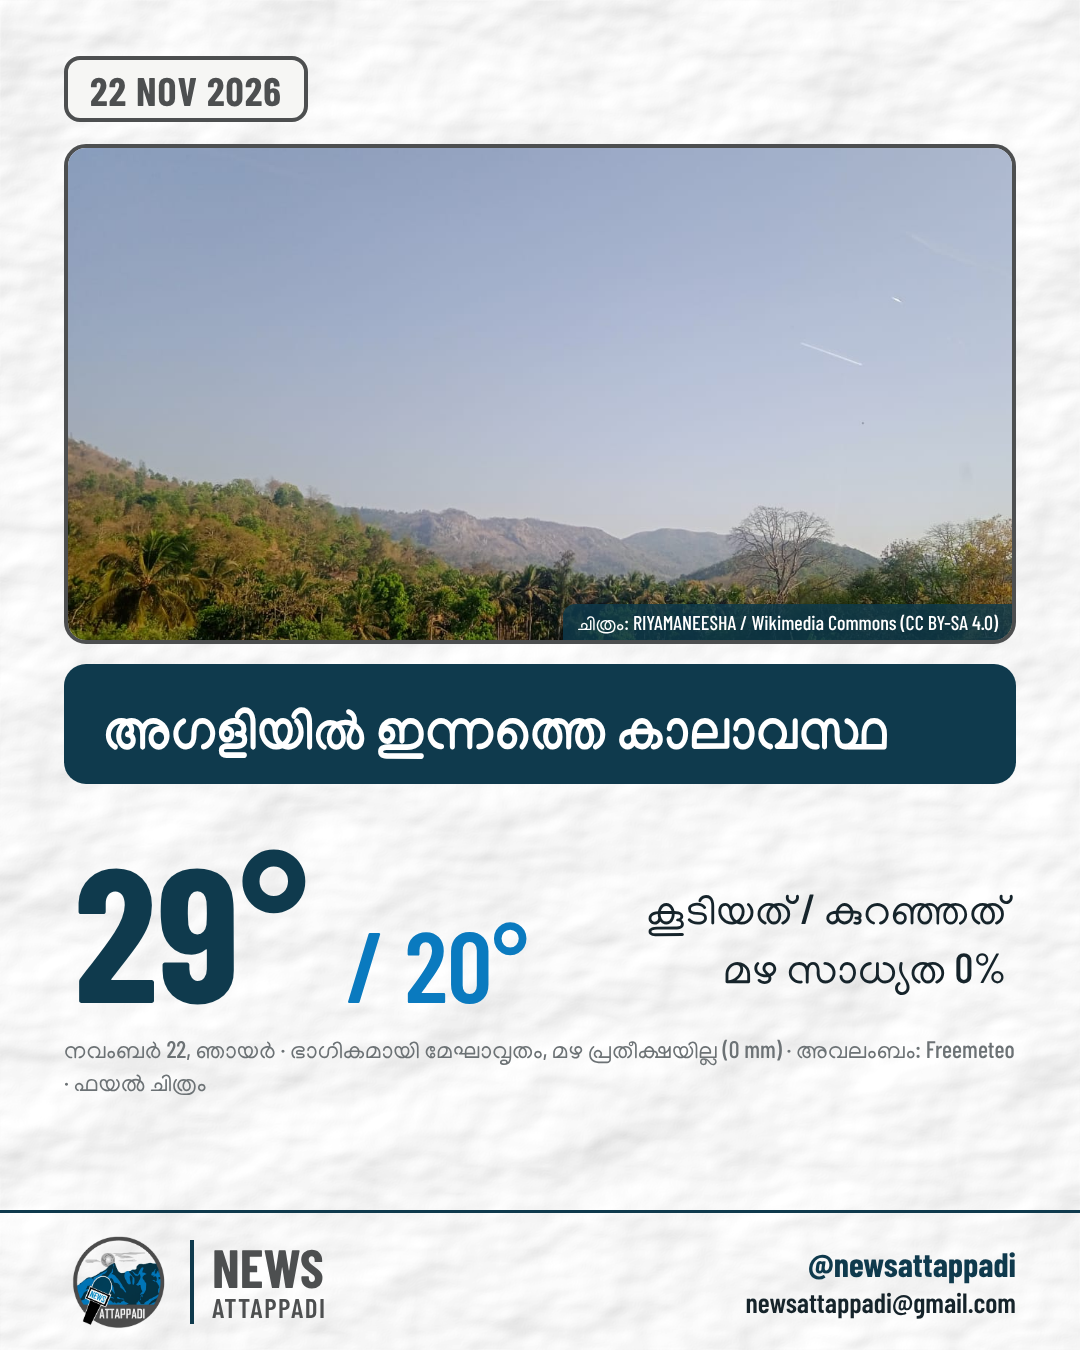 22 NOV 2026
ചിത്രം: RIYAMANEESHA / Wikimedia Commons (CC BY-SA 4.0)
അഗളിയിൽ ഇന്നത്തെ കാലാവസ്ഥ
29° / 20°
കൂടിയത് / കുറഞ്ഞത്
മഴ സാധ്യത 0%
നവംബർ 22, ഞായർ · ഭാഗികമായി മേഘാവൃതം, മഴ പ്രതീക്ഷയില്ല (0 mm) · അവലംബം: Freemeteo
· ഫയൽ ചിത്രം
NEWS
ATTAPPADI
NEWS
ATTAPPADI
@newsattappadi
newsattappadi@gmail.com